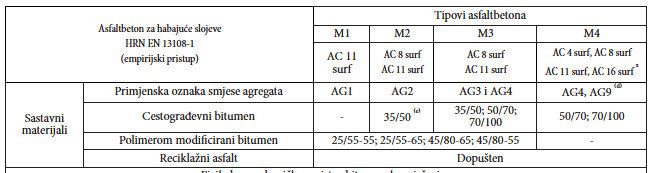 Asfaltbeton za habajuće slojeve
HRN EN 13108-1
(empirijski pristup)
Tipovi asfaltbetona
M1 M2 M3 M4
AC 11 surf
AC 8 surf
AC 11 surf
AC 8 surf
AC 11 surf
AC 4 surf, AC 8 surf
AC 11 surf, AC 16 surf x
Sastavni materijali
Primjenska oznaka smjese agregata AG1 AG2 AG3 i AG4 AG4, AG9 (d)
Cestograđevni bitumen - 35/50 (c) 35/50; 50/70; 70/100 50/70; 70/100
Polimerom modificirani bitumen 25/55-55; 25/55-65; 45/80-65; 45/80-55 -
Reciklažni asfalt Dopušten